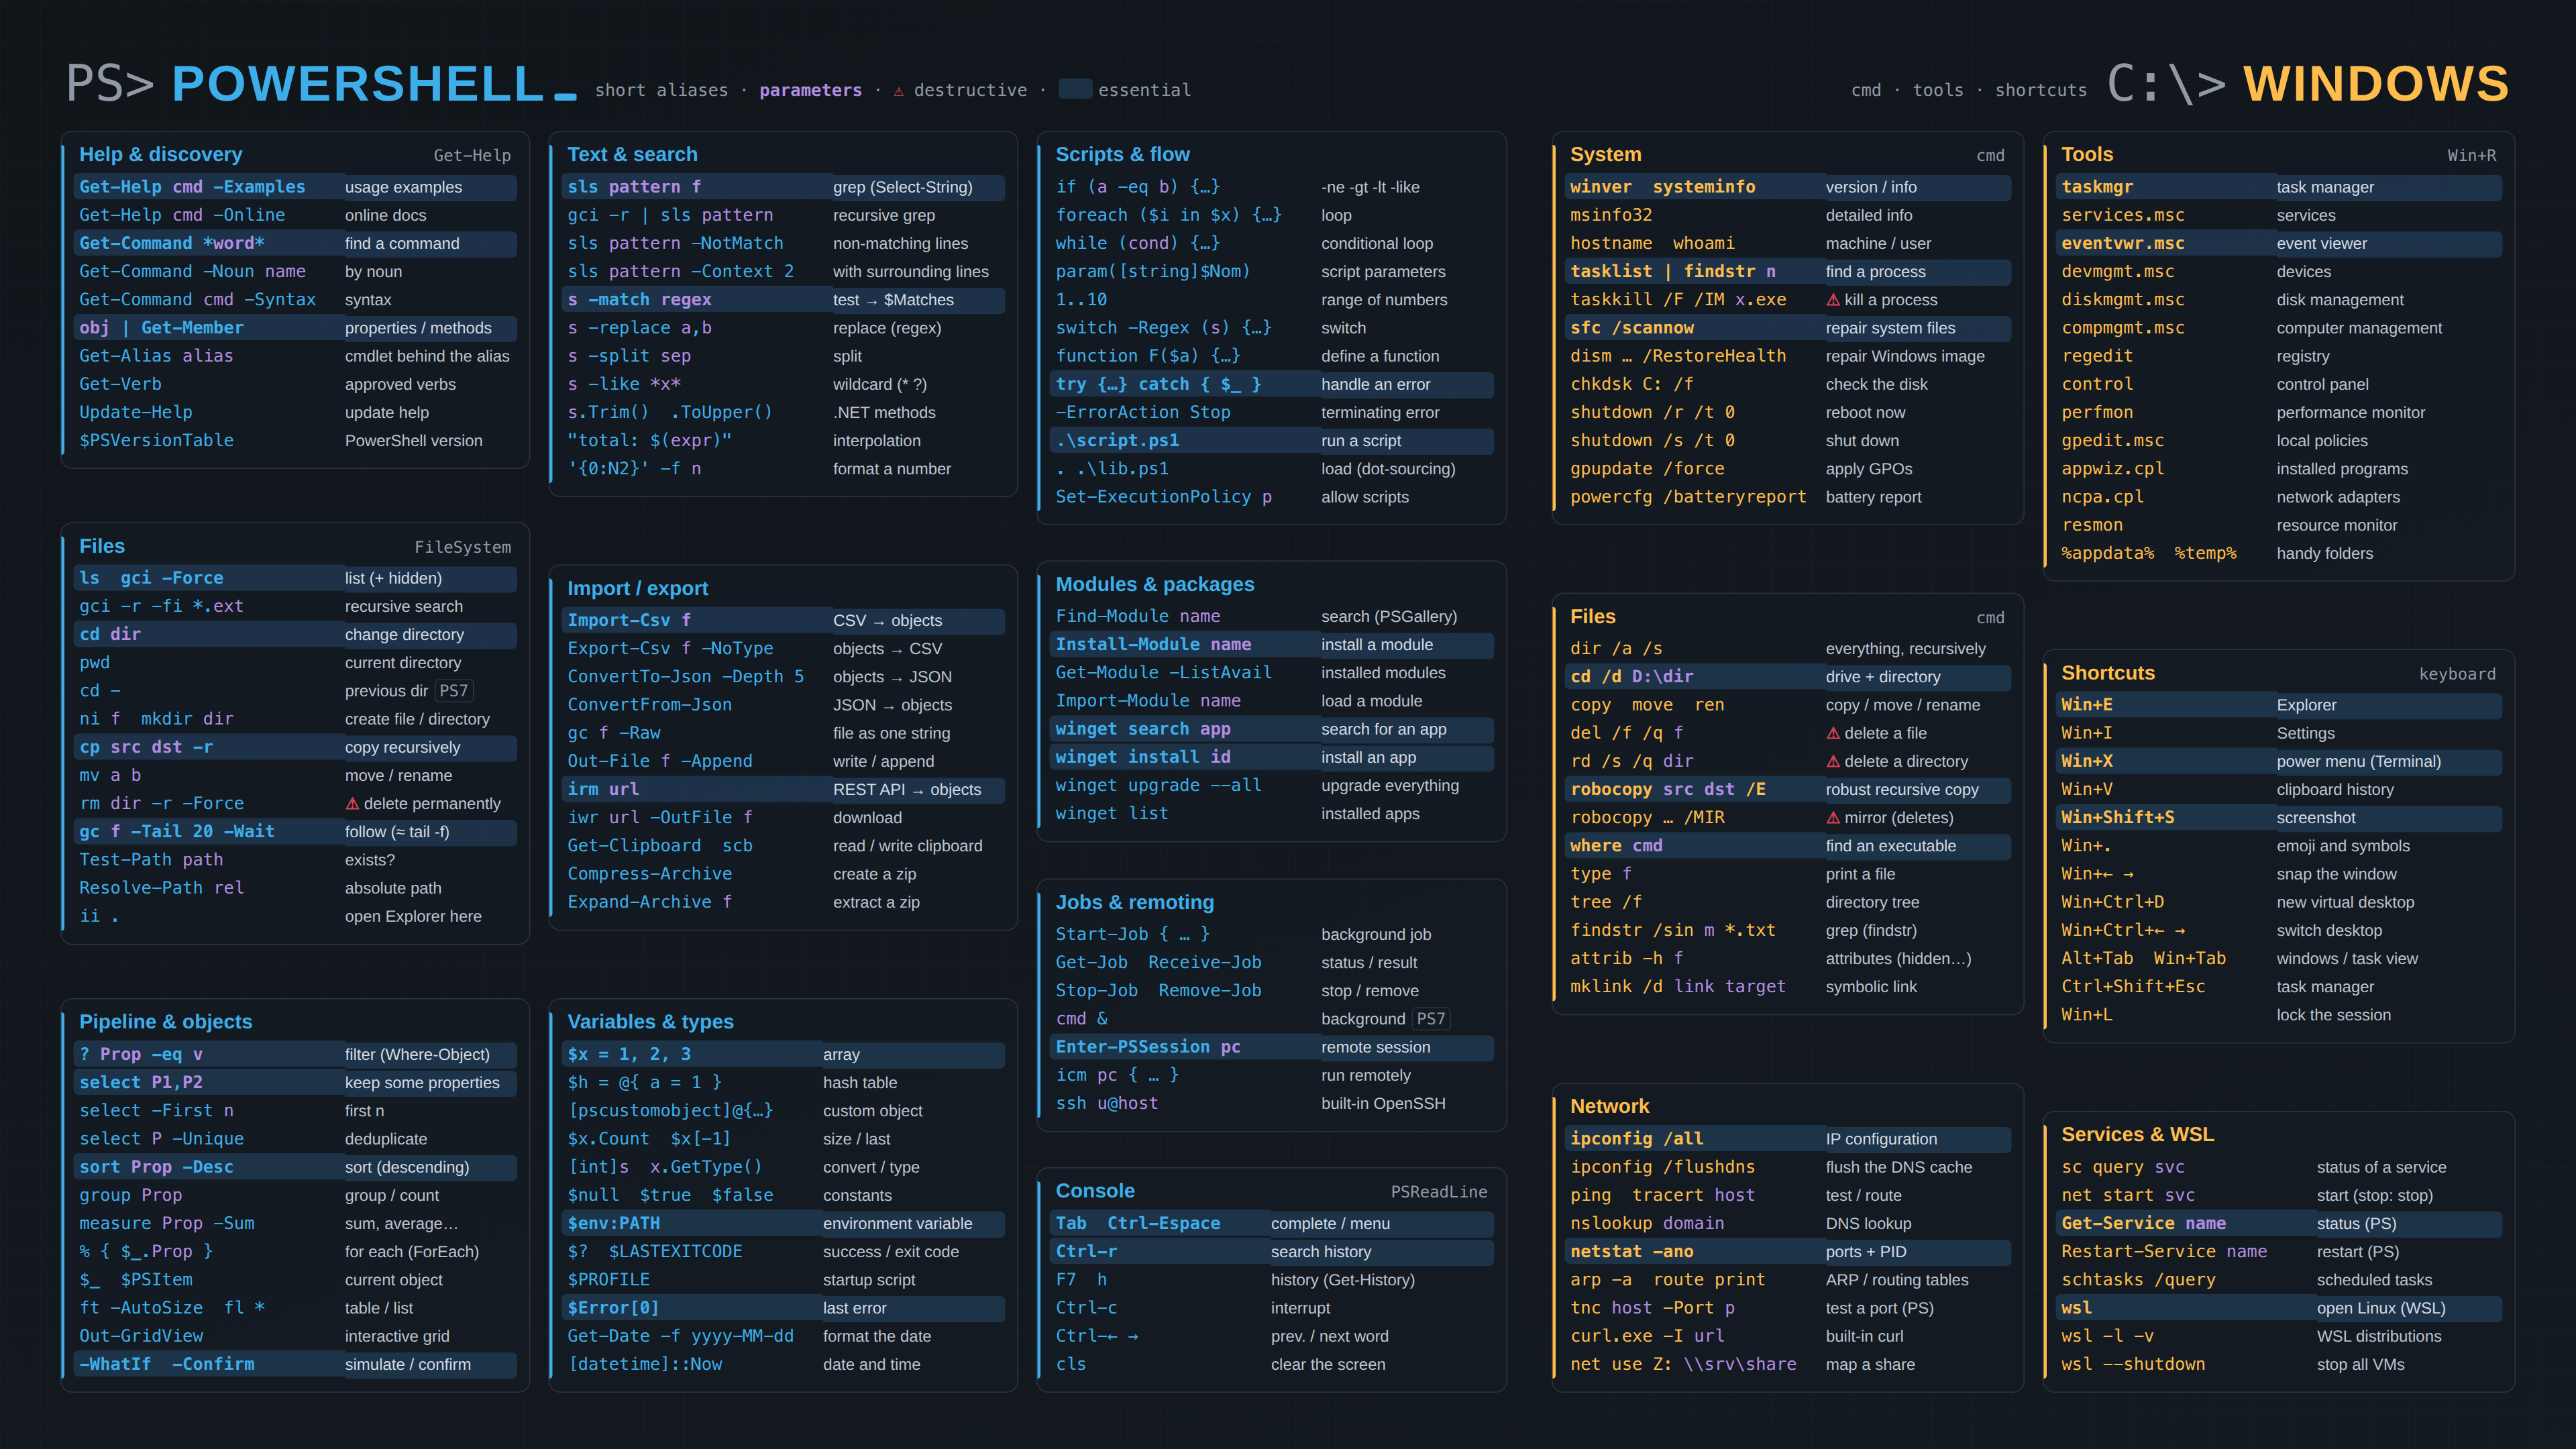 PS> POWERSHELL_ short aliases · parameters · ⚠ destructive · essential
cmd · tools · shortcuts C:\> WINDOWS
Help & discovery Get-Help
Get-Help cmd -Examples usage examples
Get-Help cmd -Online online docs
Get-Command *word* find a command
Get-Command -Noun name by noun
Get-Command cmd -Syntax syntax
obj | Get-Member properties / methods
Get-Alias alias cmdlet behind the alias
Get-Verb approved verbs
Update-Help update help
$PSVersionTable PowerShell version
Files FileSystem
ls gci -Force list (+ hidden)
gci -r -fi *.ext recursive search
cd dir change directory
pwd current directory
cd - previous dir PS7
ni f mkdir dir create file / directory
cp src dst -r copy recursively
mv a b move / rename
rm dir -r -Force ⚠ delete permanently
gc f -Tail 20 -Wait follow (≈ tail -f)
Test-Path path exists?
Resolve-Path rel absolute path
ii . open Explorer here
Pipeline & objects
? Prop -eq v filter (Where-Object)
select P1,P2 keep some properties
select -First n first n
select P -Unique deduplicate
sort Prop -Desc sort (descending)
group Prop group / count
measure Prop -Sum sum, average…
% { $_.Prop } for each (ForEach)
$_ $PSItem current object
ft -AutoSize fl * table / list
Out-GridView interactive grid
-WhatIf -Confirm simulate / confirm
Text & search
sls pattern f grep (Select-String)
gci -r | sls pattern recursive grep
sls pattern -NotMatch non-matching lines
sls pattern -Context 2 with surrounding lines
s -match regex test → $Matches
s -replace a,b replace (regex)
s -split sep split
s -like *x* wildcard (* ?)
s.Trim() .ToUpper() .NET methods
"total: $(expr)" interpolation
'{0:N2}' -f n format a number
Import / export
Import-Csv f CSV → objects
Export-Csv f -NoType objects → CSV
ConvertTo-Json -Depth 5 objects → JSON
ConvertFrom-Json JSON → objects
gc f -Raw file as one string
Out-File f -Append write / append
irm url REST API → objects
iwr url -OutFile f download
Get-Clipboard scb read / write clipboard
Compress-Archive create a zip
Expand-Archive f extract a zip
Variables & types
$x = 1, 2, 3 array
$h = @{ a = 1 } hash table
[pscustomobject]@{…} custom object
$x.Count $x[-1] size / last
[int]s x.GetType() convert / type
$null $true $false constants
$env:PATH environment variable
$? $LASTEXITCODE success / exit code
$PROFILE startup script
$Error[0] last error
Get-Date -f yyyy-MM-dd format the date
[datetime]::Now date and time
Scripts & flow
if (a -eq b) {…} -ne -gt -lt -like
foreach ($i in $x) {…} loop
while (cond) {…} conditional loop
param([string]$Nom) script parameters
1..10 range of numbers
switch -Regex (s) {…} switch
function F($a) {…} define a function
try {…} catch { $_ } handle an error
-ErrorAction Stop terminating error
.\script.ps1 run a script
. .\lib.ps1 load (dot-sourcing)
Set-ExecutionPolicy p allow scripts
Modules & packages
Find-Module name search (PSGallery)
Install-Module name install a module
Get-Module -ListAvail installed modules
Import-Module name load a module
winget search app search for an app
winget install id install an app
winget upgrade --all upgrade everything
winget list installed apps
Jobs & remoting
Start-Job { … } background job
Get-Job Receive-Job status / result
Stop-Job Remove-Job stop / remove
cmd & background PS7
Enter-PSSession pc remote session
icm pc { … } run remotely
ssh u@host built-in OpenSSH
Console PSReadLine
Tab Ctrl-Espace complete / menu
Ctrl-r search history
F7 h history (Get-History)
Ctrl-c interrupt
Ctrl-← → prev. / next word
cls clear the screen
System cmd
winver systeminfo version / info
msinfo32 detailed info
hostname whoami machine / user
tasklist | findstr n find a process
taskkill /F /IM x.exe ⚠ kill a process
sfc /scannow repair system files
dism … /RestoreHealth repair Windows image
chkdsk C: /f check the disk
shutdown /r /t 0 reboot now
shutdown /s /t 0 shut down
gpupdate /force apply GPOs
powercfg /batteryreport battery report
Files cmd
dir /a /s everything, recursively
cd /d D:\dir drive + directory
copy move ren copy / move / rename
del /f /q f ⚠ delete a file
rd /s /q dir ⚠ delete a directory
robocopy src dst /E robust recursive copy
robocopy … /MIR ⚠ mirror (deletes)
where cmd find an executable
type f print a file
tree /f directory tree
findstr /sin m *.txt grep (findstr)
attrib -h f attributes (hidden…)
mklink /d link target symbolic link
Network
ipconfig /all IP configuration
ipconfig /flushdns flush the DNS cache
ping tracert host test / route
nslookup domain DNS lookup
netstat -ano ports + PID
arp -a route print ARP / routing tables
tnc host -Port p test a port (PS)
curl.exe -I url built-in curl
net use Z: \\srv\share map a share
Tools Win+R
taskmgr task manager
services.msc services
eventvwr.msc event viewer
devmgmt.msc devices
diskmgmt.msc disk management
compmgmt.msc computer management
regedit registry
control control panel
perfmon performance monitor
gpedit.msc local policies
appwiz.cpl installed programs
ncpa.cpl network adapters
resmon resource monitor
%appdata% %temp% handy folders
Shortcuts keyboard
Win+E Explorer
Win+I Settings
Win+X power menu (Terminal)
Win+V clipboard history
Win+Shift+S screenshot
Win+. emoji and symbols
Win+← → snap the window
Win+Ctrl+D new virtual desktop
Win+Ctrl+← → switch desktop
Alt+Tab Win+Tab windows / task view
Ctrl+Shift+Esc task manager
Win+L lock the session
Services & WSL
sc query svc status of a service
net start svc start (stop: stop)
Get-Service name status (PS)
Restart-Service name restart (PS)
schtasks /query scheduled tasks
wsl open Linux (WSL)
wsl -l -v WSL distributions
wsl --shutdown stop all VMs